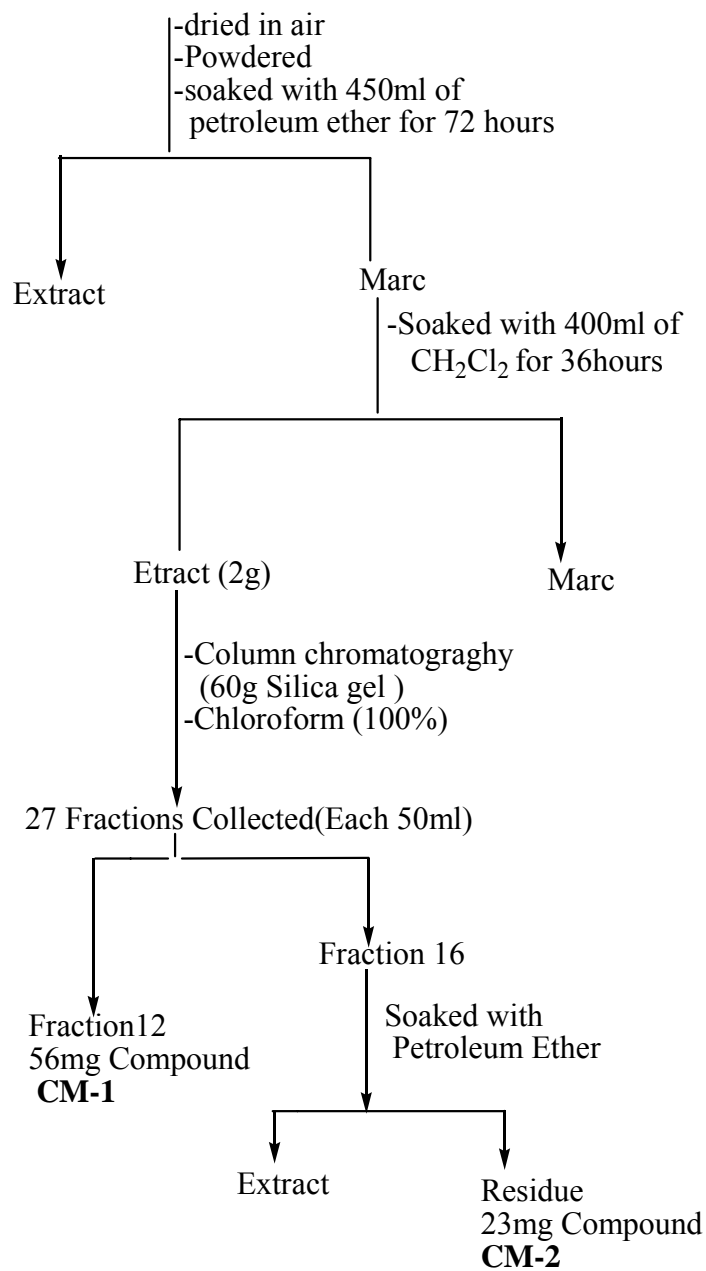 -dried in air
-Powdered
-soaked with 450ml of
petroleum ether for 72 hours
Extract
Marc
-Soaked with 400ml of
CH₂Cl₂ for 36hours
Etract (2g)
Marc
-Column chromatograghy
(60g Silica gel )
-Chloroform (100%)
27 Fractions Collected(Each 50ml)
Fraction 16
Fraction12
56mg Compound
CM-1
Soaked with
Petroleum Ether
Extract
Residue
23mg Compound
CM-2